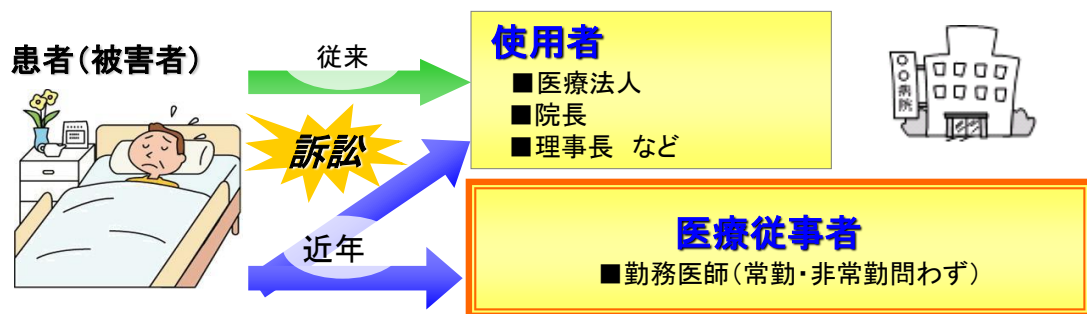 患者（被害者）
従来
訴訟
近年
使用者
■医療法人
■院長
■理事長　など
○○病院
医療従事者
■勤務医師（常勤・非常勤問わず）